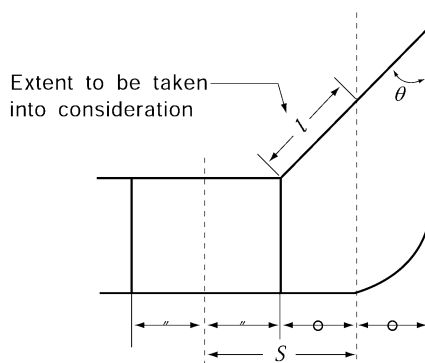 Extent to be taken
into consideration
l
θ
〃 〃 O O
S